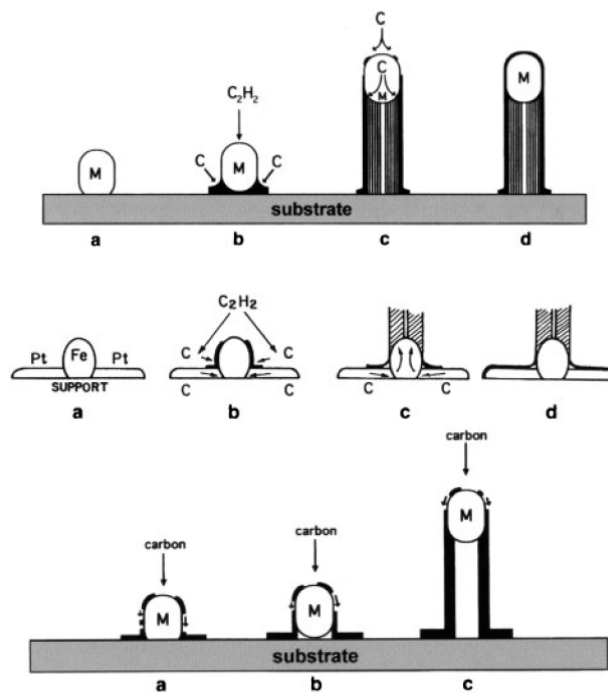 C
C
C₂H₂
M
C
M
C
M
M
substrate
a b c d
C₂H₂
Pt Fe Pt
C
C
SUPPORT
C
C
C
C
a b c d
carbon
carbon
carbon
M
M
M
substrate
a b c